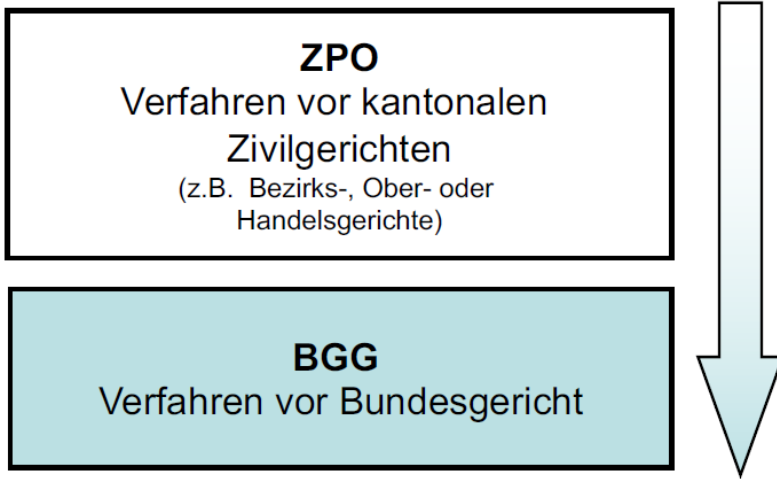 ZPO
Verfahren vor kantonalen
Zivilgerichten
(z.B. Bezirks-, Ober- oder
Handelsgerichte)
BGG
Verfahren vor Bundesgericht